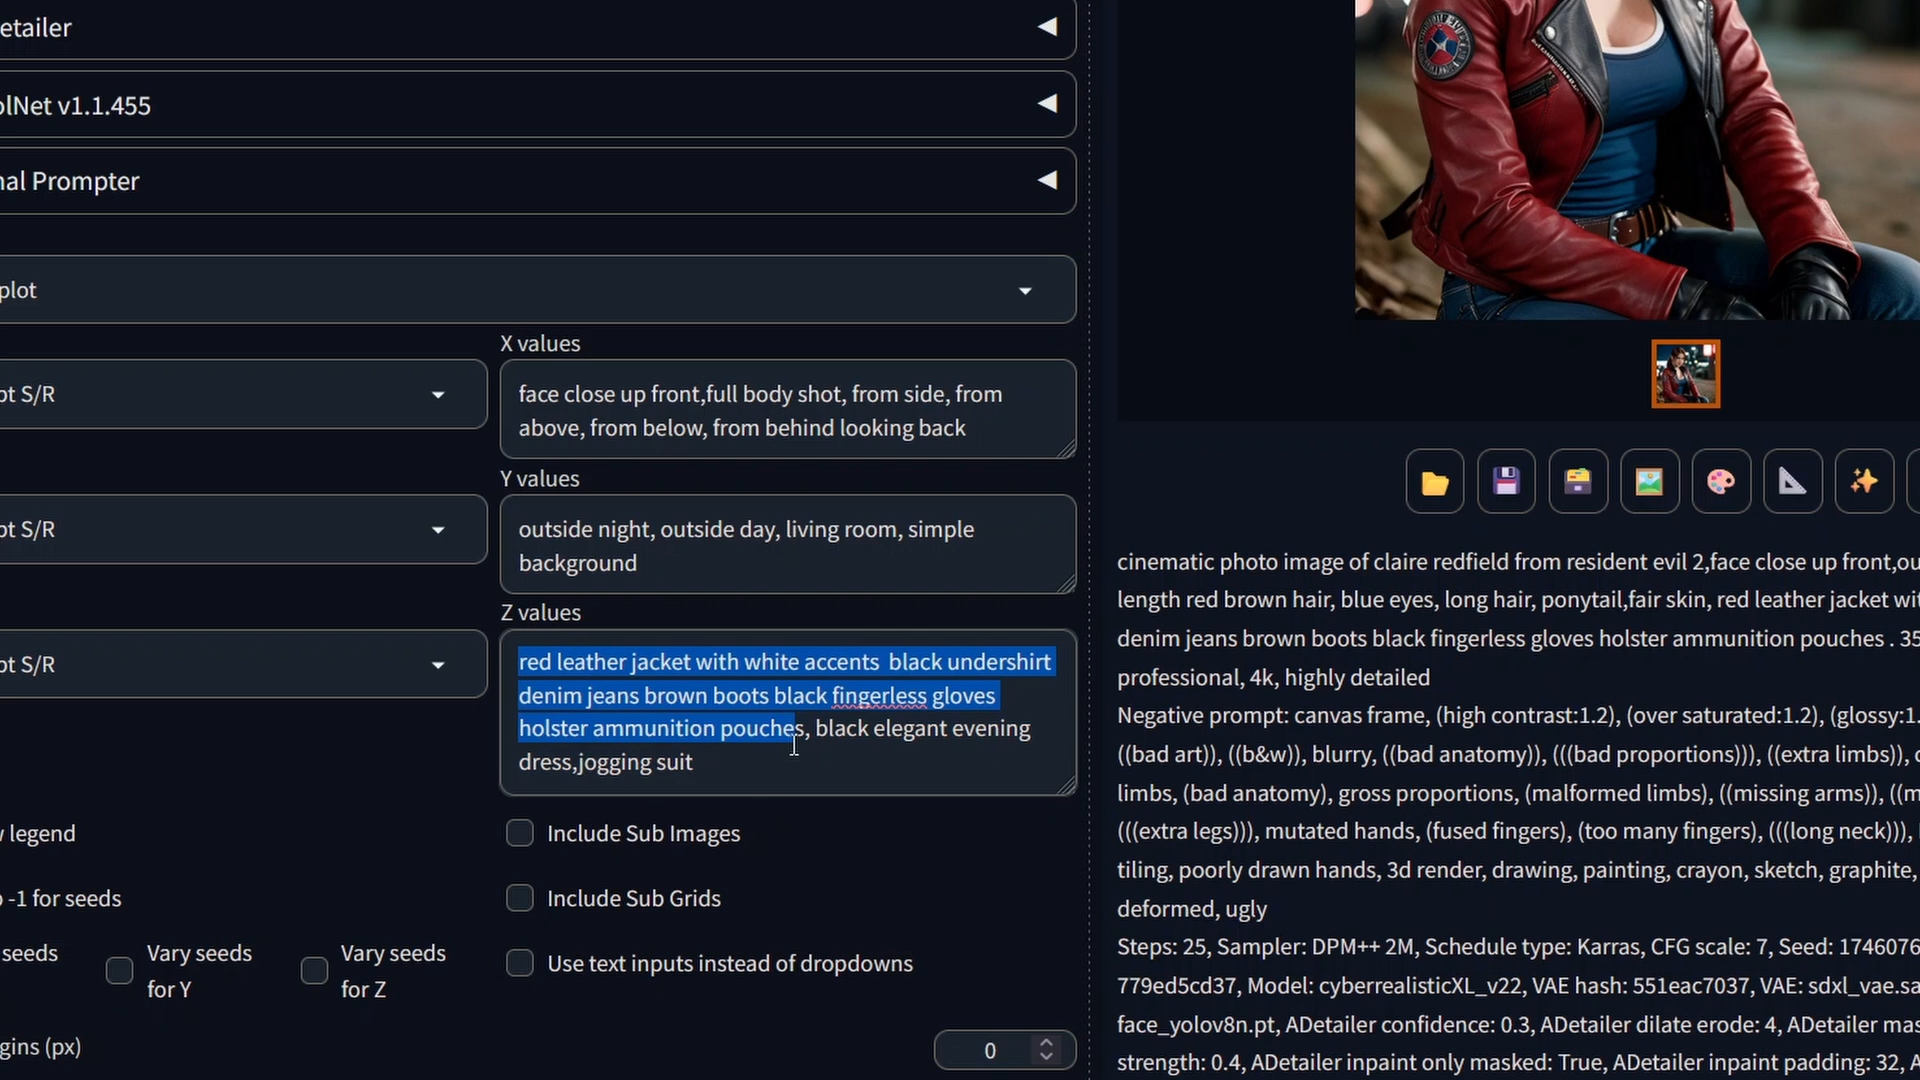 etailer
olNet v1.1.455
nal Prompter
plot
X values
pt S/R
face close up front,full body shot, from side, from
above, from below, from behind looking back
Y values
pt S/R
outside night, outside day, living room, simple
background
Z values
pt S/R
red leather jacket with white accents  black undershirt
denim jeans brown boots black fingerless gloves
holster ammunition pouches, black elegant evening
dress,jogging suit
legend
Include Sub Images
-1 for seeds
Include Sub Grids
seeds
Vary seeds
for Y
Vary seeds
for Z
Use text inputs instead of dropdowns
gins (px)
0
cinematic photo image of claire redfield from resident evil 2,face close up front,ou
length red brown hair, blue eyes, long hair, ponytail,fair skin, red leather jacket wi
denim jeans brown boots black fingerless gloves holster ammunition pouches . 35
professional, 4k, highly detailed
Negative prompt: canvas frame, (high contrast:1.2), (over saturated:1.2), (glossy:1.
((bad art)), ((b&w)), blurry, ((bad anatomy)), (((bad proportions))), ((extra limbs)), c
limbs, (bad anatomy), gross proportions, (malformed limbs), ((missing arms)), ((m
(((extra legs))), mutated hands, (fused fingers), (too many fingers), (((long neck))),
tiling, poorly drawn hands, 3d render, drawing, painting, crayon, sketch, graphite,
deformed, ugly
Steps: 25, Sampler: DPM++ 2M, Schedule type: Karras, CFG scale: 7, Seed: 1746076
779ed5cd37, Model: cyberrealisticXL_v22, VAE hash: 551eac7037, VAE: sdxl_vae.sa
face_yolov8n.pt, ADetailer confidence: 0.3, ADetailer dilate erode: 4, ADetailer mas
strength: 0.4, ADetailer inpaint only masked: True, ADetailer inpaint padding: 32, A